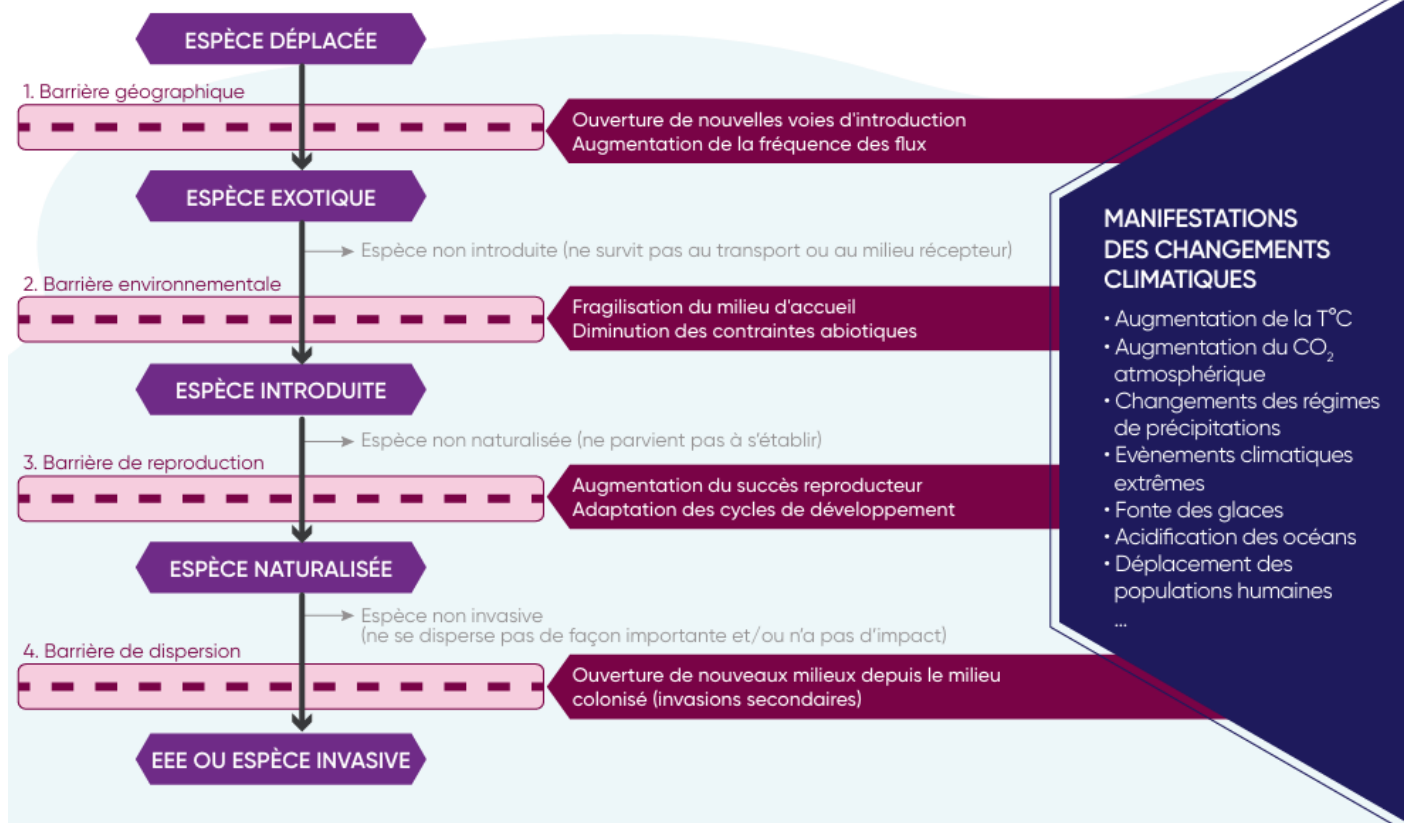 ESPÈCE DÉPLACÉE
1. Barrière géographique
Ouverture de nouvelles voies d'introduction
Augmentation de la fréquence des flux
ESPÈCE EXOTIQUE
Espèce non introduite (ne survit pas au transport ou au milieu récepteur)
2. Barrière environnementale
Fragilisation du milieu d'accueil
Diminution des contraintes abiotiques
ESPÈCE INTRODUITE
Espèce non naturalisée (ne parvient pas à s’établir)
3. Barrière de reproduction
Augmentation du succès reproducteur
Adaptation des cycles de développement
ESPÈCE NATURALISÉE
Espèce non invasive
(ne se disperse pas de façon importante et/ou n’a pas d’impact)
4. Barrière de dispersion
Ouverture de nouveaux milieux depuis le milieu
colonisé (invasions secondaires)
EEE OU ESPÈCE INVASIVE
MANIFESTATIONS
DES CHANGEMENTS
CLIMATIQUES
• Augmentation de la T°C
• Augmentation du CO₂
atmosphérique
• Changements des régimes
de précipitations
• Evènements climatiques
extrêmes
• Fonte des glaces
• Acidification des océans
• Déplacement des
populations humaines
...